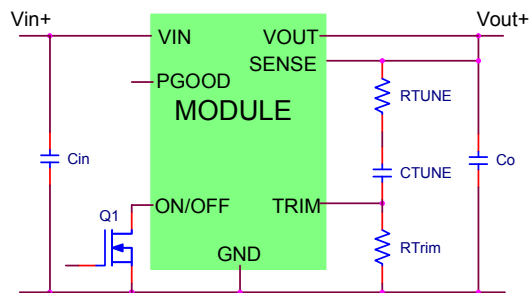 Vin+
Vout+
VIN
VOUT
SENSE
PGOOD
MODULE
RTUNE
Cin
CTUNE
Co
Q1
ON/OFF
TRIM
RTrim
GND